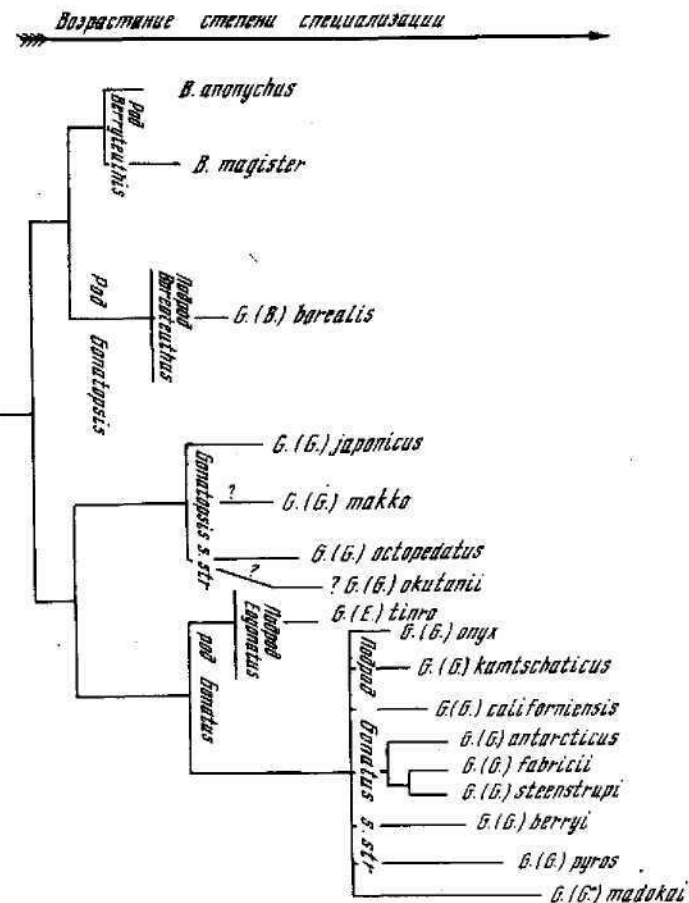 Возрастание степени специализации
B. anonychus
Род
Berryteuthis
B. magister
Подрод
Boreoteuthus
G.(B.) borealis
Род Gonatopsis
G.(G.) japonicus
Gonatopsis s. str
?
G.(G.) makko
G.(G.) octopedatus
?
? G.(G.) okutanii
Подрод
Eogonatus
G.(E.) tinro
род Gonatus
G.(G.) onyx
Подрод Gonatus s. str
G.(G.) kamtschaticus
G.(G.) californiensis
G.(G.) antarcticus
G.(G.) fabricii
G.(G.) steenstrupi
G.(G.) berryi
G.(G.) pyros
G.(G.) madokai